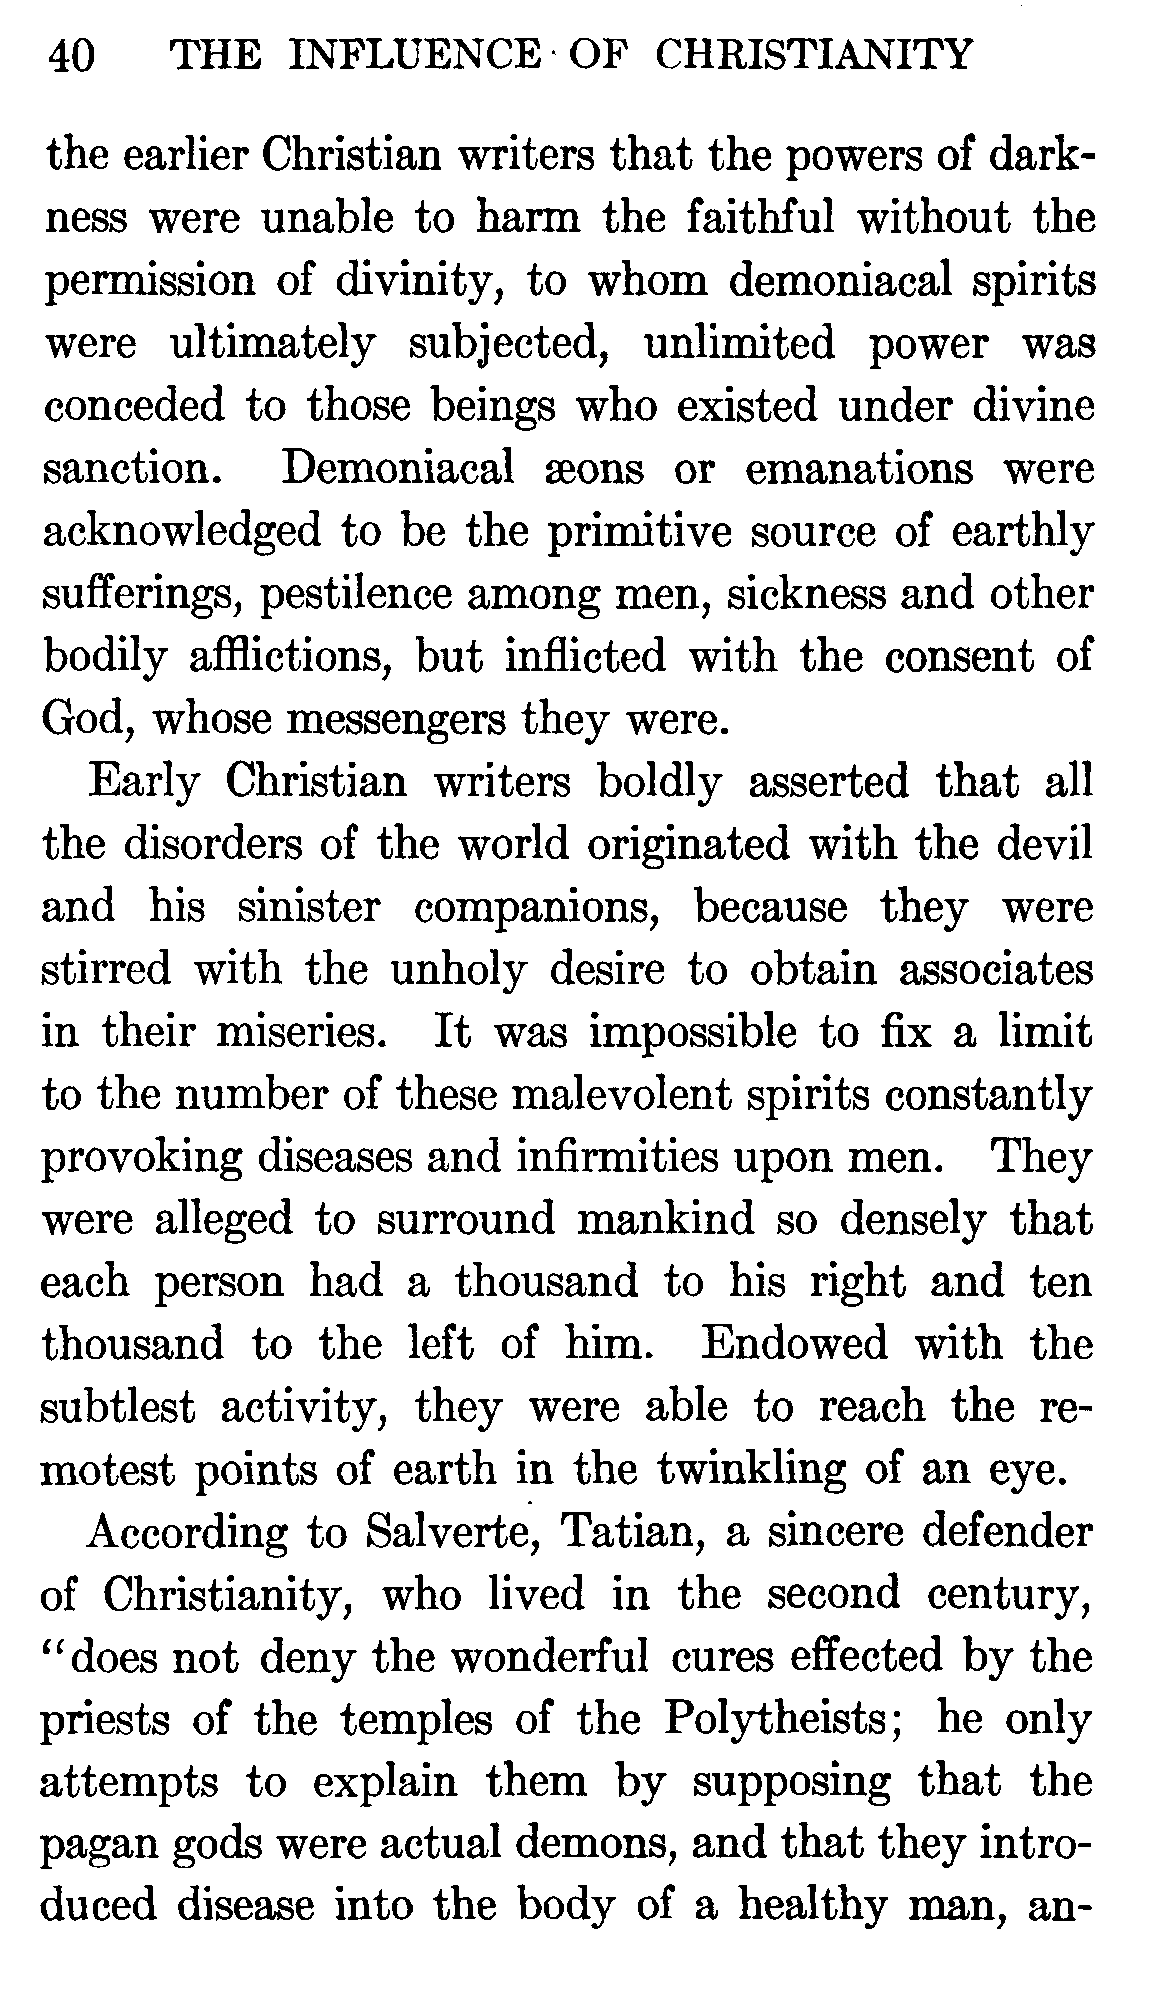 40 THE INFLUENCE OF CHRISTIANITY
the earlier Christian writers that the powers of dark-
ness were unable to harm the faithful without the
permission of divinity, to whom demoniacal spirits
were ultimately subjected, unlimited power was
conceded to those beings who existed under divine
sanction. Demoniacal æons or emanations were
acknowledged to be the primitive source of earthly
sufferings, pestilence among men, sickness and other
bodily afflictions, but inflicted with the consent of
God, whose messengers they were.
Early Christian writers boldly asserted that all
the disorders of the world originated with the devil
and his sinister companions, because they were
stirred with the unholy desire to obtain associates
in their miseries. It was impossible to fix a limit
to the number of these malevolent spirits constantly
provoking diseases and infirmities upon men. They
were alleged to surround mankind so densely that
each person had a thousand to his right and ten
thousand to the left of him. Endowed with the
subtlest activity, they were able to reach the re-
motest points of earth in the twinkling of an eye.
According to Salverte, Tatian, a sincere defender
of Christianity, who lived in the second century,
“does not deny the wonderful cures effected by the
priests of the temples of the Polytheists; he only
attempts to explain them by supposing that the
pagan gods were actual demons, and that they intro-
duced disease into the body of a healthy man, an-